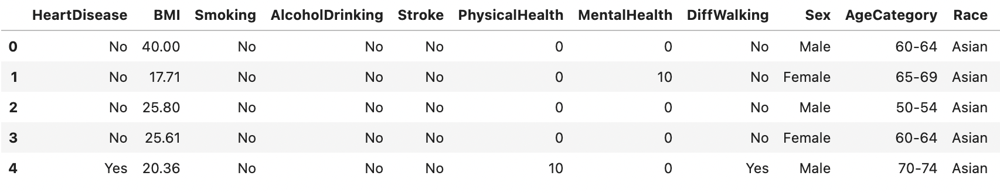 HeartDisease BMI Smoking AlcoholDrinking Stroke PhysicalHealth MentalHealth DiffWalking Sex AgeCategory Race
0 No 40.00 No No No 0 0 No Male 60-64 Asian
1 No 17.71 No No No 0 10 No Female 65-69 Asian
2 No 25.80 No No No 0 0 No Male 50-54 Asian
3 No 25.61 No No No 0 0 No Female 60-64 Asian
4 Yes 20.36 No No No 10 0 Yes Male 70-74 Asian